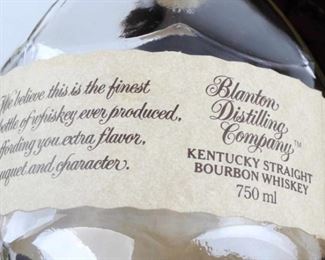 We believe this is the finest
bottle of whiskey ever produced,
affording you extra flavor,
bouquet and character.
Blanton
Distilling
Company™
KENTUCKY STRAIGHT
BOURBON WHISKEY
750 ml